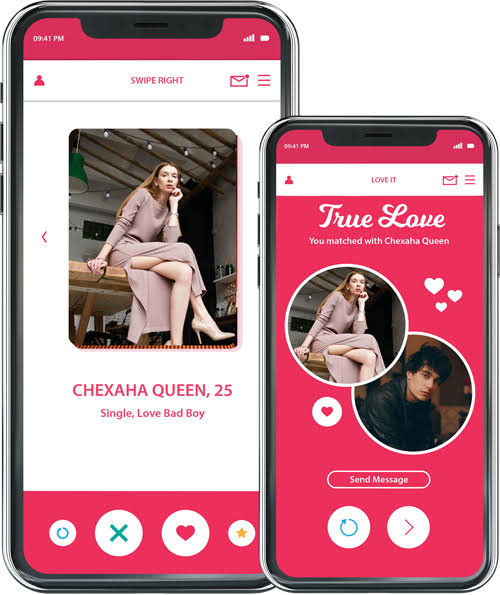 09:41 PM
SWIPE RIGHT
CHEXAHA QUEEN, 25
Single, Love Bad Boy
09:41 PM
LOVE IT
True Love
You matched with Chexaha Queen
Send Message